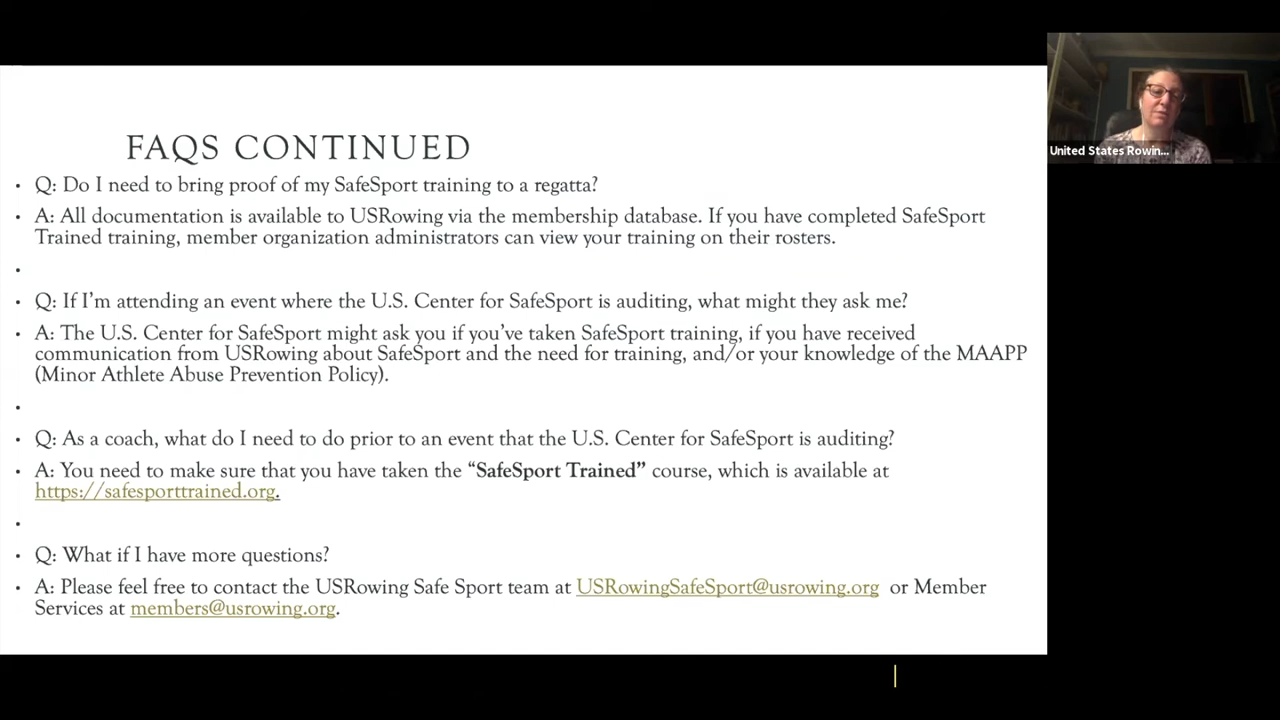 FAQS CONTINUED
• Q: Do I need to bring proof of my SafeSport training to a regatta?
• A: All documentation is available to USRowing via the membership database. If you have completed SafeSport
Trained training, member organization administrators can view your training on their rosters.
•
• Q: If I'm attending an event where the U.S. Center for SafeSport is auditing, what might they ask me?
• A: The U.S. Center for SafeSport might ask you if you've taken SafeSport training, if you have received
communication from USRowing about SafeSport and the need for training, and/or your knowledge of the MAAPP
(Minor Athlete Abuse Prevention Policy).
•
• Q: As a coach, what do I need to do prior to an event that the U.S. Center for SafeSport is auditing?
• A: You need to make sure that you have taken the “SafeSport Trained” course, which is available at
https://safesporttrained.org.
•
• Q: What if I have more questions?
• A: Please feel free to contact the USRowing Safe Sport team at USRowingSafeSport@usrowing.org or Member
Services at members@usrowing.org.
United States Rowin...